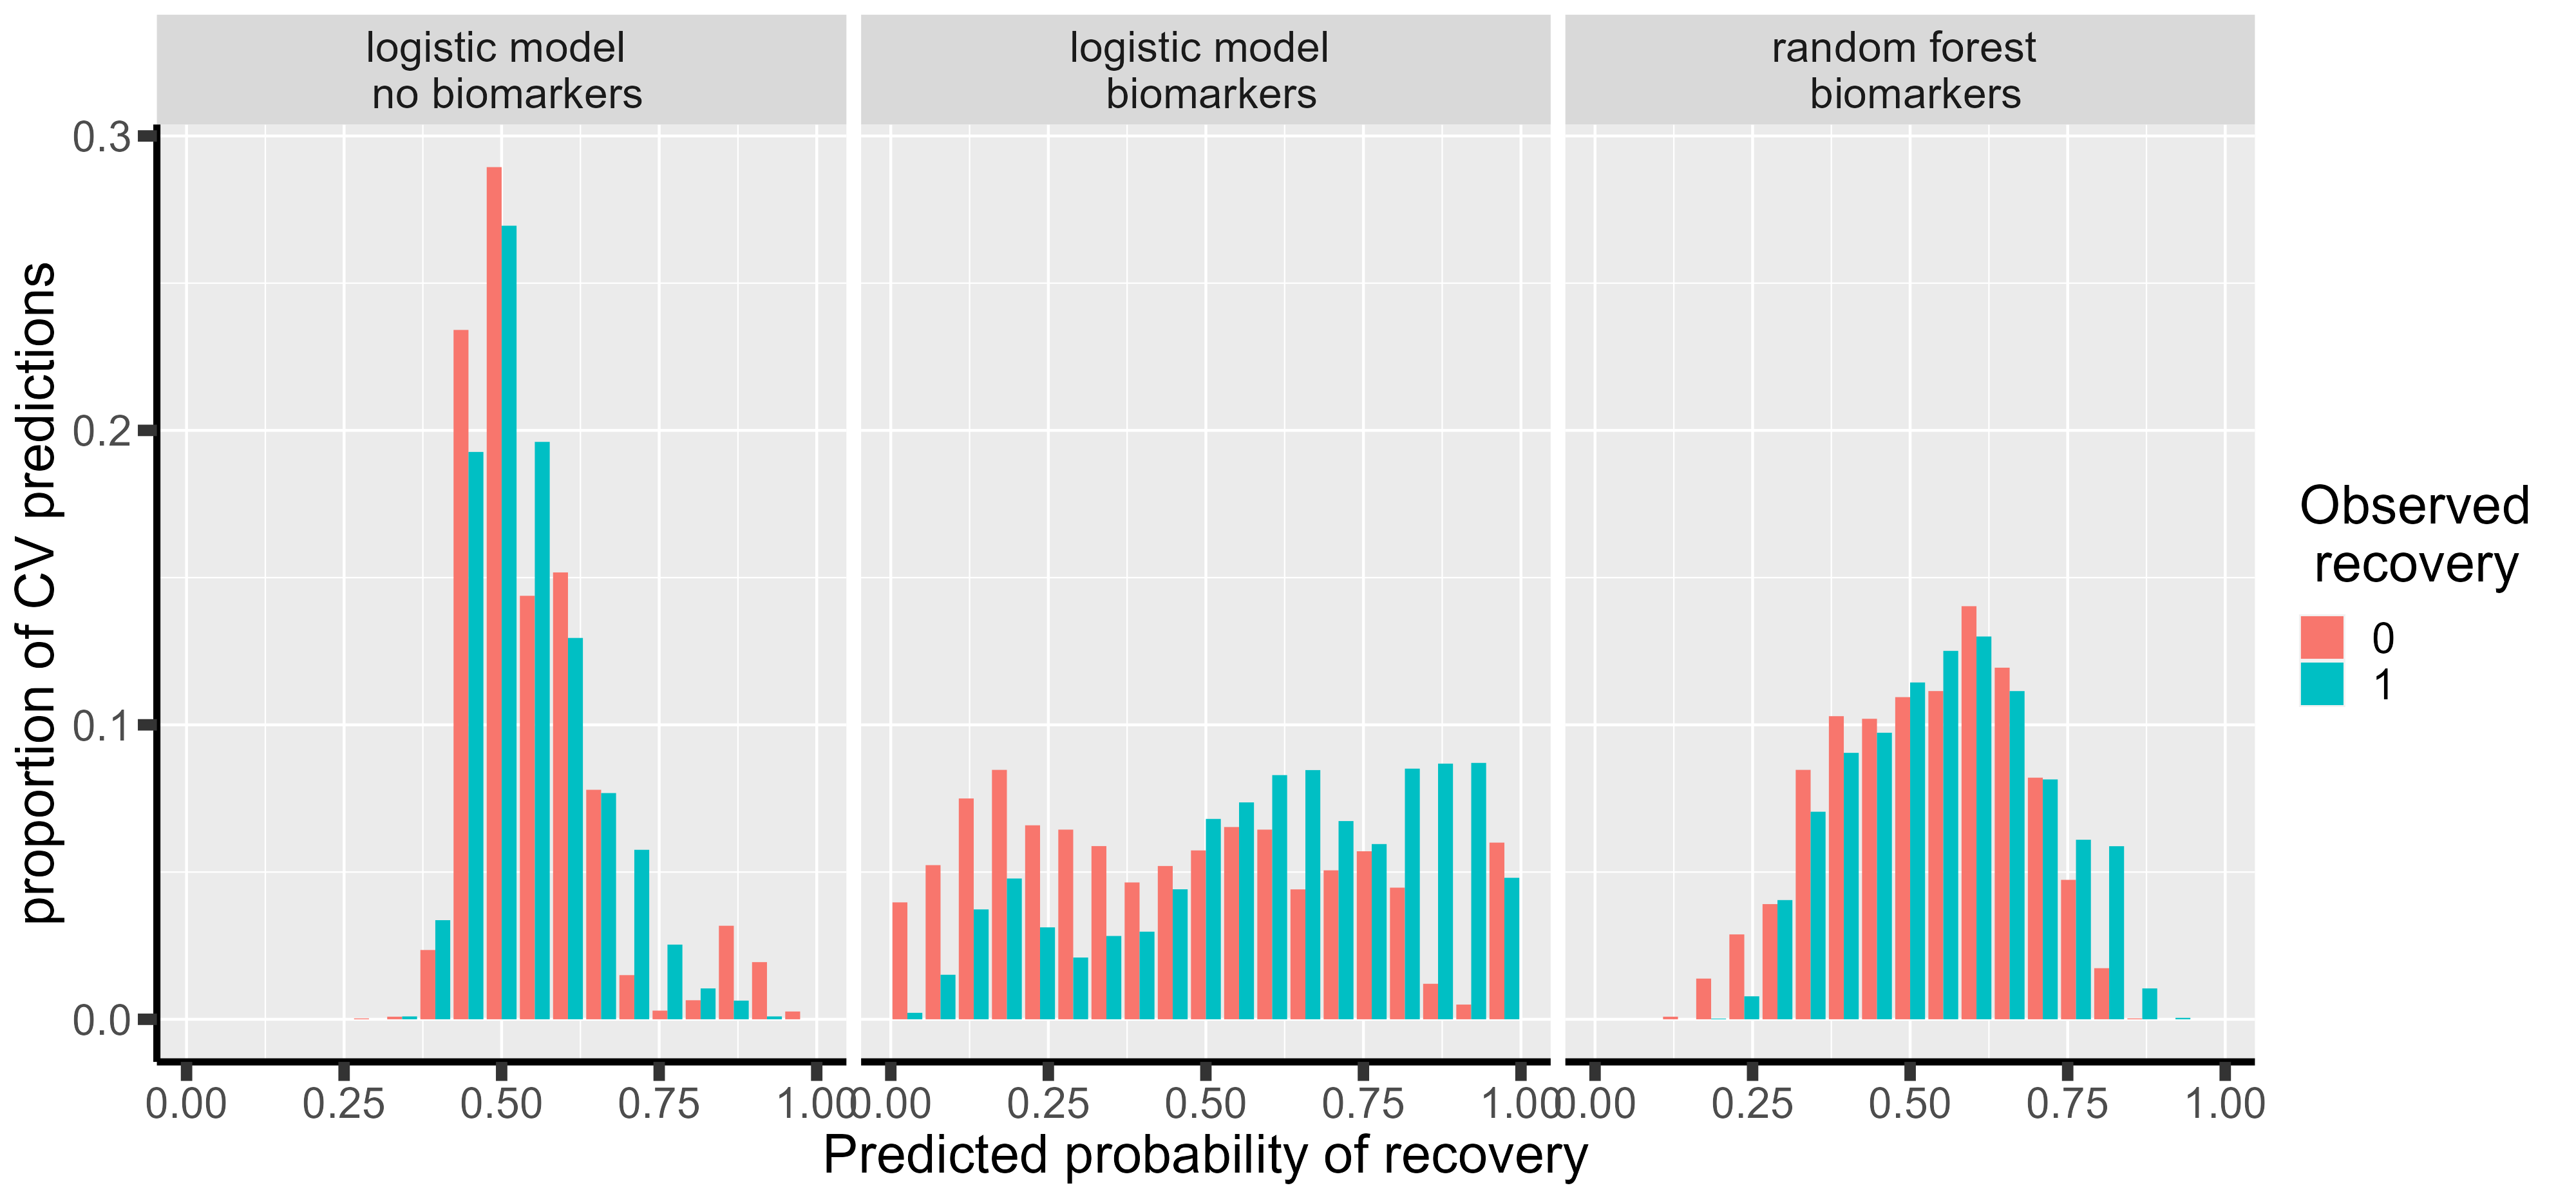 logistic model
no biomarkers
logistic model
biomarkers
random forest
biomarkers
proportion of CV predictions
0.3
0.2
0.1
0.0
0.00 0.25 0.50 0.75 1.00
0.00 0.25 0.50 0.75 1.00
0.00 0.25 0.50 0.75 1.00
Predicted probability of recovery
Observed
recovery
0
1